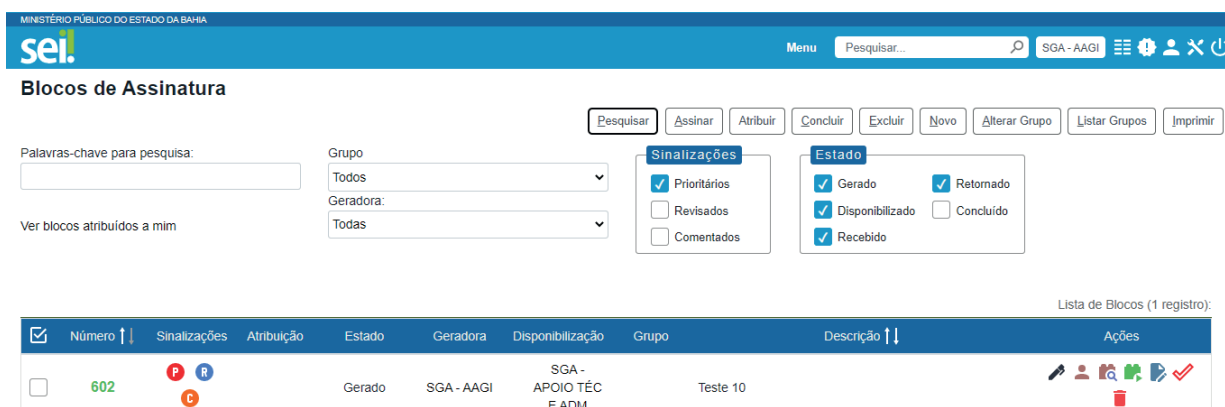 MINISTÉRIO PÚBLICO DO ESTADO DA BAHIA
sei!
Menu Pesquisar... SGA - AAGI
Blocos de Assinatura
Pesquisar Assinar Atribuir Concluir Excluir Novo Alterar Grupo Listar Grupos Imprimir
Palavras-chave para pesquisa: Grupo Sinalizações Estado
Todos Prioritários Gerado Retornado
Geradora:
Ver blocos atribuídos a mim Todas Revisados Disponibilizado Concluído
Comentados Recebido
Lista de Blocos (1 registro):
Número Sinalizações Atribuição Estado Geradora Disponibilização Grupo Descrição Ações
P R
602 Gerado SGA - AAGI SGA - Teste 10
C APOIO TÉC
E ADM